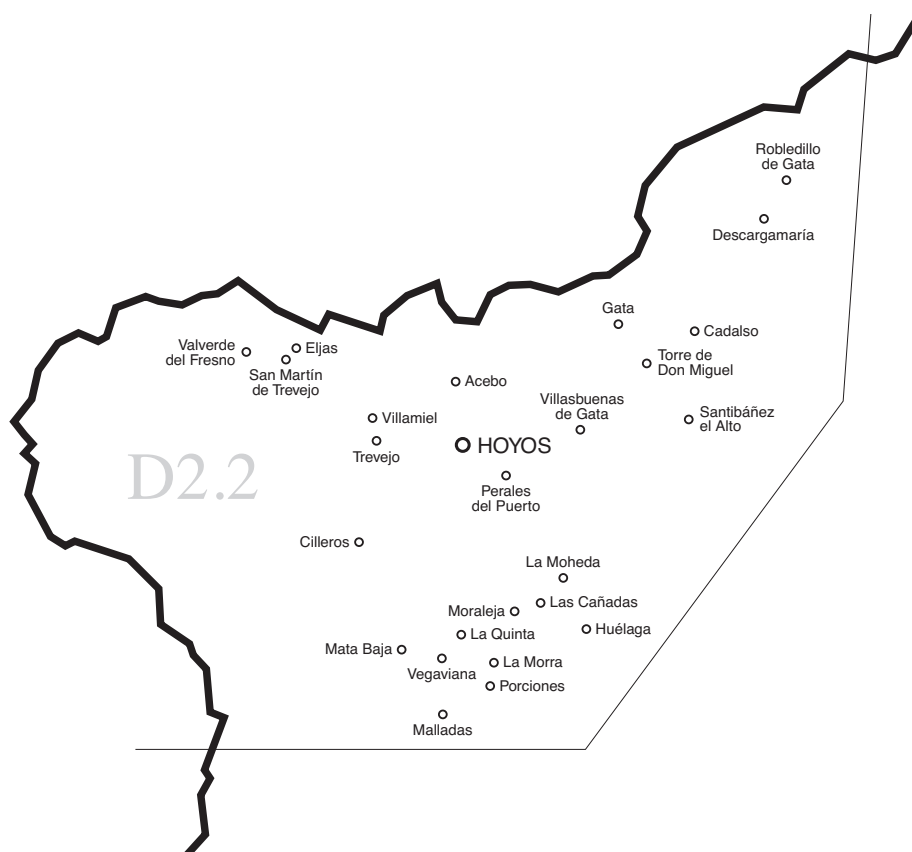 Robledillo
de Gata
Descargamaría
Gata
Cadalso
Valverde
del Fresno
Eljas
San Martín
de Trevejo
Torre de
Don Miguel
Acebo
Villasbuenas
de Gata
Villamiel
Santibáñez
el Alto
HOYOS
Trevejo
D2.2
Perales
del Puerto
Cilleros
La Moheda
Las Cañadas
Moraleja
Huélaga
La Quinta
Mata Baja
La Morra
Vegaviana
Porciones
Malladas